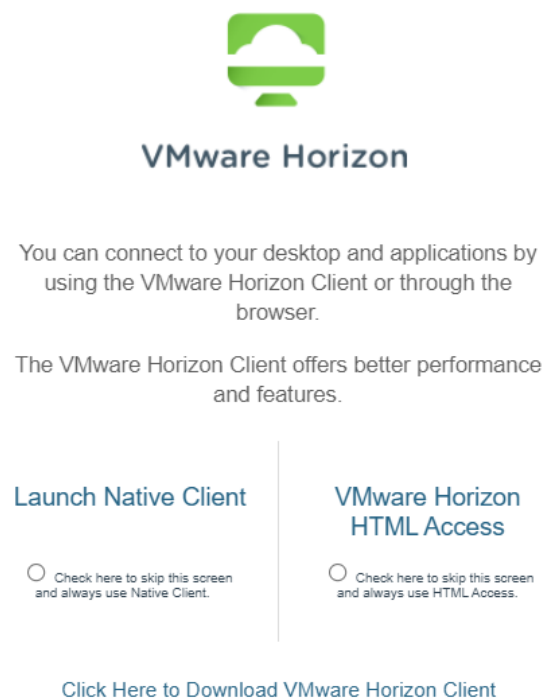 VMware Horizon
You can connect to your desktop and applications by
using the VMware Horizon Client or through the
browser.
The VMware Horizon Client offers better performance
and features.
Launch Native Client
Check here to skip this screen
and always use Native Client.
VMware Horizon
HTML Access
Check here to skip this screen
and always use HTML Access.
Click Here to Download VMware Horizon Client